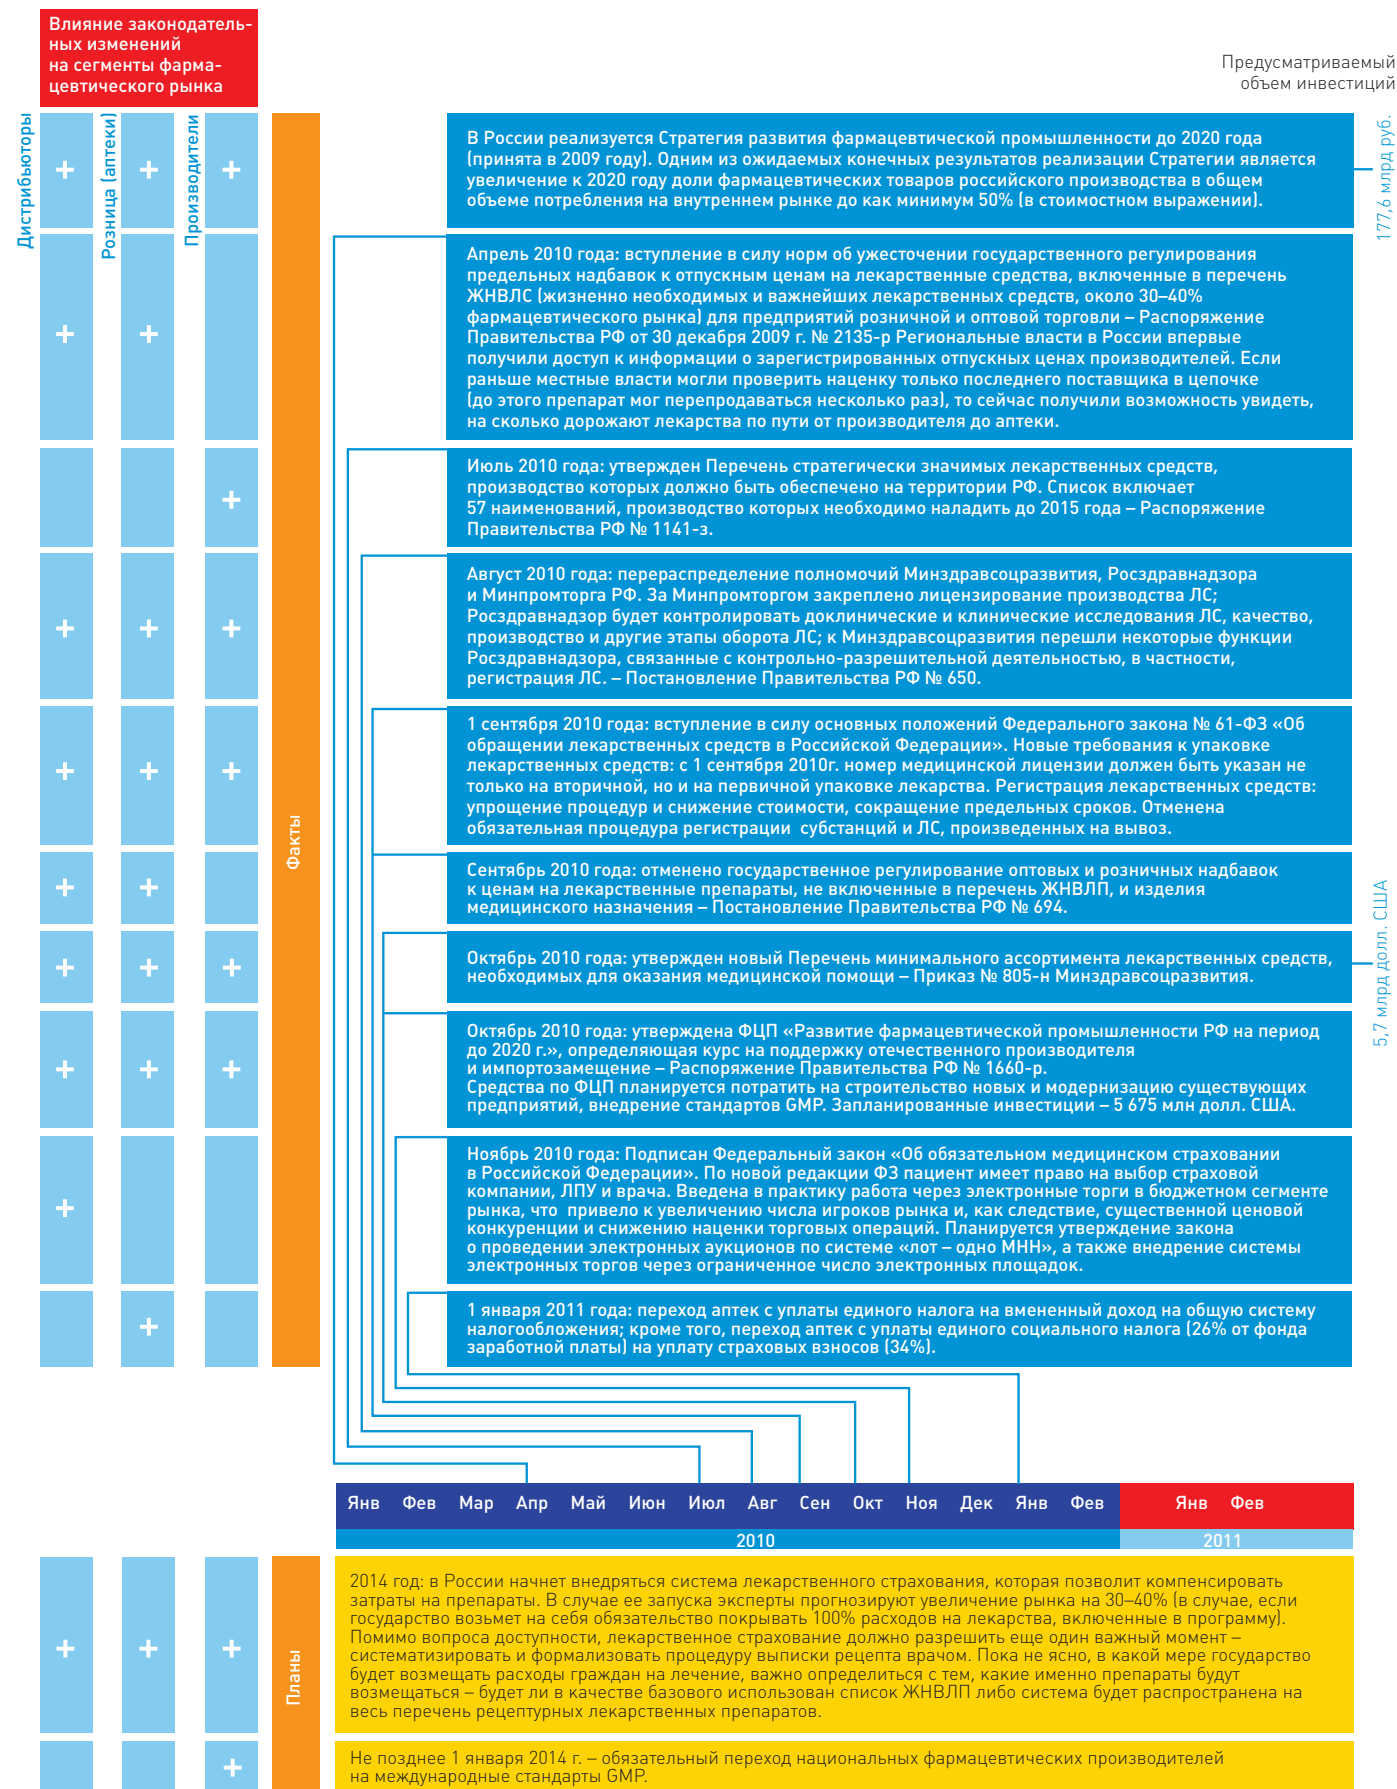 Влияние законодатель-
ных изменений
на сегменты фарма-
цевтического рынка
Предусматриваемый
объем инвестиций
Дистрибьюторы
Розница (аптеки)
Производители
+ + +
В России реализуется Стратегия развития фармацевтической промышленности до 2020 года
(принята в 2009 году). Одним из ожидаемых конечных результатов реализации Стратегии является
увеличение к 2020 году доли фармацевтических товаров российского производства в общем
объеме потребления на внутреннем рынке до как минимум 50% (в стоимостном выражении).
177,6 млрд руб.
+ +
Апрель 2010 года: вступление в силу норм об ужесточении государственного регулирования
предельных надбавок к отпускным ценам на лекарственные средства, включенные в перечень
ЖНВЛС (жизненно необходимых и важнейших лекарственных средств, около 30–40%
фармацевтического рынка) для предприятий розничной и оптовой торговли – Распоряжение
Правительства РФ от 30 декабря 2009 г. № 2135-р Региональные власти в России впервые
получили доступ к информации о зарегистрированных отпускных ценах производителей. Если
раньше местные власти могли проверить наценку только последнего поставщика в цепочке
(до этого препарат мог перепродаваться несколько раз), то сейчас получили возможность увидеть,
на сколько дорожают лекарства по пути от производителя до аптеки.
+
Июль 2010 года: утвержден Перечень стратегически значимых лекарственных средств,
производство которых должно быть обеспечено на территории РФ. Список включает
57 наименований, производство которых необходимо наладить до 2015 года – Распоряжение
Правительства РФ № 1141-з.
+ + +
Август 2010 года: перераспределение полномочий Минздравсоцразвития, Росздравнадзора
и Минпромторга РФ. За Минпромторгом закреплено лицензирование производства ЛС;
Росздравнадзор будет контролировать доклинические и клинические исследования ЛС, качество,
производство и другие этапы оборота ЛС; к Минздравсоцразвития перешли некоторые функции
Росздравнадзора, связанные с контрольно-разрешительной деятельностью, в частности,
регистрация ЛС. – Постановление Правительства РФ № 650.
+ + +
1 сентября 2010 года: вступление в силу основных положений Федерального закона № 61-ФЗ «Об
обращении лекарственных средств в Российской Федерации». Новые требования к упаковке
лекарственных средств: с 1 сентября 2010г. номер медицинской лицензии должен быть указан не
только на вторичной, но и на первичной упаковке лекарства. Регистрация лекарственных средств:
упрощение процедур и снижение стоимости, сокращение предельных сроков. Отменена
обязательная процедура регистрации субстанций и ЛС, произведенных на вывоз.
Факты
+ +
Сентябрь 2010 года: отменено государственное регулирование оптовых и розничных надбавок
к ценам на лекарственные препараты, не включенные в перечень ЖНВЛП, и изделия
медицинского назначения – Постановление Правительства РФ № 694.
+ + +
Октябрь 2010 года: утвержден новый Перечень минимального ассортимента лекарственных средств,
необходимых для оказания медицинской помощи – Приказ № 805-н Минздравсоцразвития.
5,7 млрд долл. США
+ + +
Октябрь 2010 года: утверждена ФЦП «Развитие фармацевтической промышленности РФ на период
до 2020 г.», определяющая курс на поддержку отечественного производителя
и импортозамещение – Распоряжение Правительства РФ № 1660-р.
Средства по ФЦП планируется потратить на строительство новых и модернизацию существующих
предприятий, внедрение стандартов GMP. Запланированные инвестиции – 5 675 млн долл. США.
+
Ноябрь 2010 года: Подписан Федеральный закон «Об обязательном медицинском страховании
в Российской Федерации». По новой редакции ФЗ пациент имеет право на выбор страховой
компании, ЛПУ и врача. Введена в практику работа через электронные торги в бюджетном сегменте
рынка, что привело к увеличению числа игроков рынка и, как следствие, существенной ценовой
конкуренции и снижению наценки торговых операций. Планируется утверждение закона
о проведении электронных аукционов по системе «лот – одно МНН», а также внедрение системы
электронных торгов через ограниченное число электронных площадок.
+
1 января 2011 года: переход аптек с уплаты единого налога на вмененный доход на общую систему
налогообложения; кроме того, переход аптек с уплаты единого социального налога (26% от фонда
заработной платы) на уплату страховых взносов (34%).
Янв Фев Мар Апр Май Июн Июл Авг Сен Окт Ноя Дек Янв Фев Янв Фев
2010 2011
+ + +
Планы
2014 год: в России начнет внедряться система лекарственного страхования, которая позволит компенсировать
затраты на препараты. В случае ее запуска эксперты прогнозируют увеличение рынка на 30–40% (в случае, если
государство возьмет на себя обязательство покрывать 100% расходов на лекарства, включенные в программу).
Помимо вопроса доступности, лекарственное страхование должно разрешить еще один важный момент –
систематизировать и формализовать процедуру выписки рецепта врачом. Пока не ясно, в какой мере государство
будет возмещать расходы граждан на лечение, важно определиться с тем, какие именно препараты будут
возмещаться – будет ли в качестве базового использован список ЖНВЛП либо система будет распространена на
весь перечень рецептурных лекарственных препаратов.
+
Не позднее 1 января 2014 г. – обязательный переход национальных фармацевтических производителей
на международные стандарты GMP.